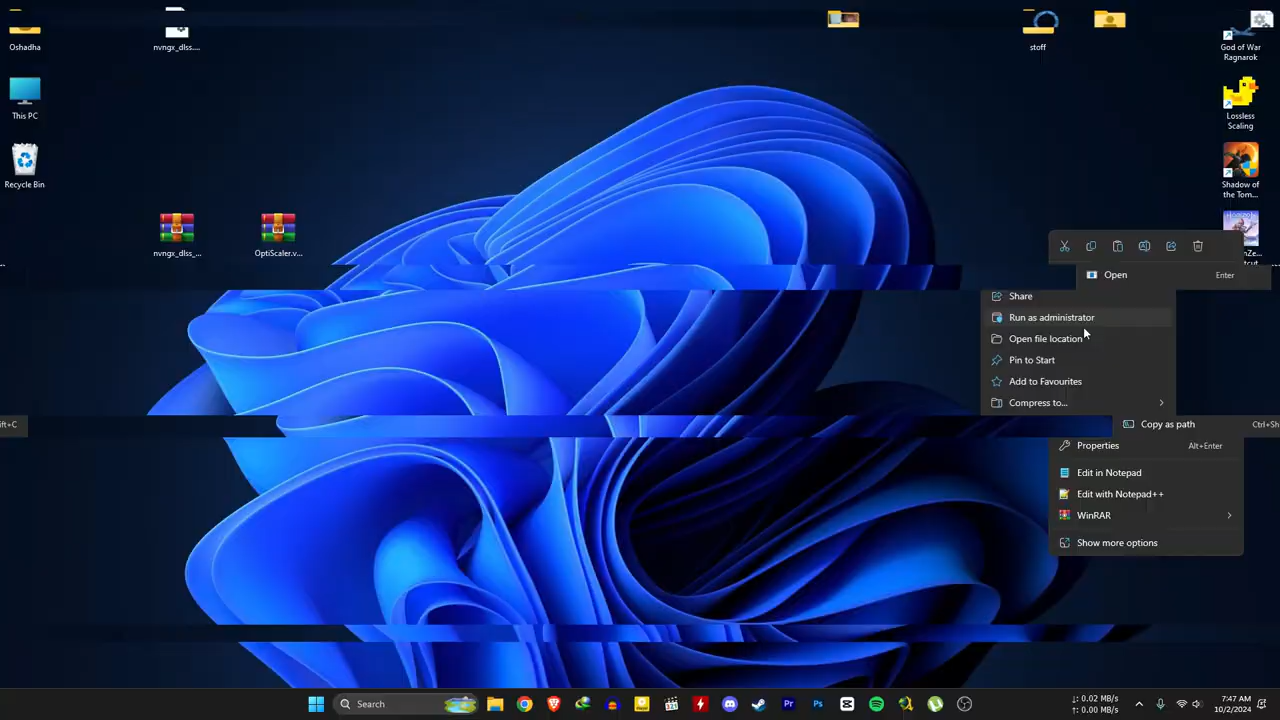 Oshadha
nvngx_dlss....
stoff
God of War
Ragnarok
This PC
Lossless
Scaling
Recycle Bin
Shadow of
the Tom...
nvngx_dlss_...
OptiScaler.v...
Open Enter
Share
Run as administrator
Open file location
Pin to Start
Add to Favourites
Compress to...
ift+C
Copy as path Ctrl+Sh
Properties Alt+Enter
Edit in Notepad
Edit with Notepad++
WinRAR
Show more options
Search
↓: 0.02 MB/s
↑: 0.00 MB/s
7:47 AM
10/2/2024